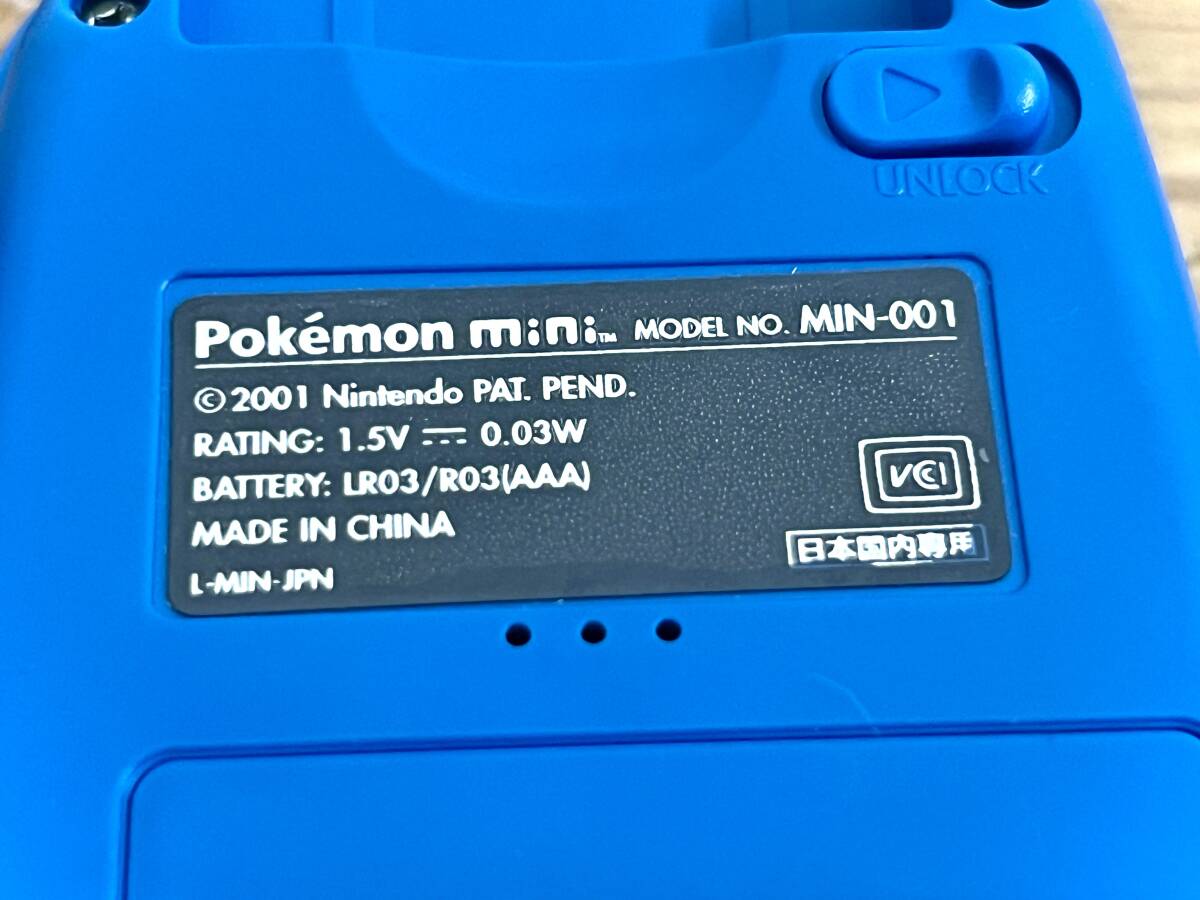 UNLOCK
Pokémon mini™ MODEL NO. MIN-001
©2001 Nintendo PAT. PEND.
RATING: 1.5V ⎓ 0.03W
BATTERY: LR03/R03(AAA)
VCCI
MADE IN CHINA
日本国内専用
L-MIN-JPN